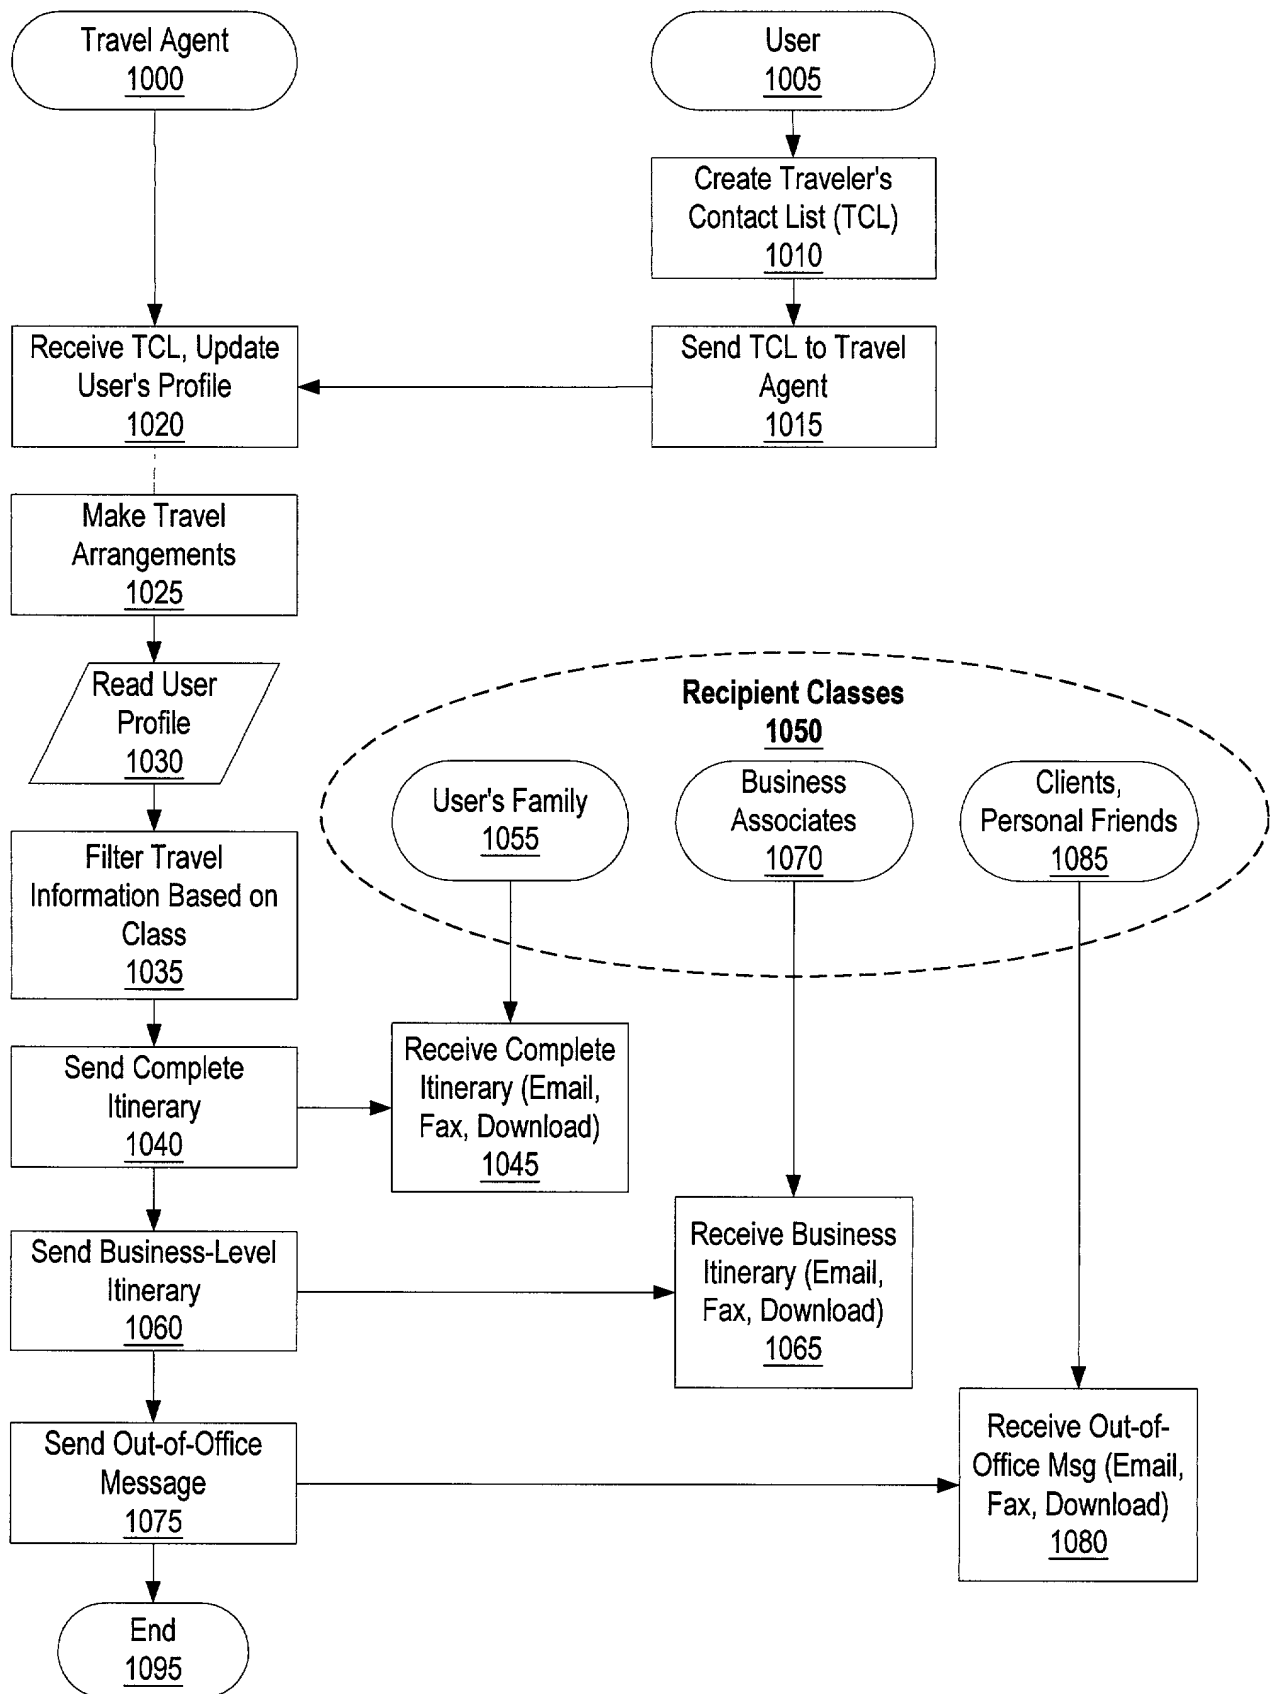 Travel Agent
1000
User
1005
Create Traveler's
Contact List (TCL)
1010
Receive TCL, Update
User's Profile
1020
Send TCL to Travel
Agent
1015
Make Travel
Arrangements
1025
Read User
Profile
1030
Recipient Classes
1050
User's Family
1055
Business
Associates
1070
Clients,
Personal Friends
1085
Filter Travel
Information Based on
Class
1035
Send Complete
Itinerary
1040
Receive Complete
Itinerary (Email,
Fax, Download)
1045
Send Business-Level
Itinerary
1060
Receive Business
Itinerary (Email,
Fax, Download)
1065
Send Out-of-Office
Message
1075
Receive Out-of-
Office Msg (Email,
Fax, Download)
1080
End
1095